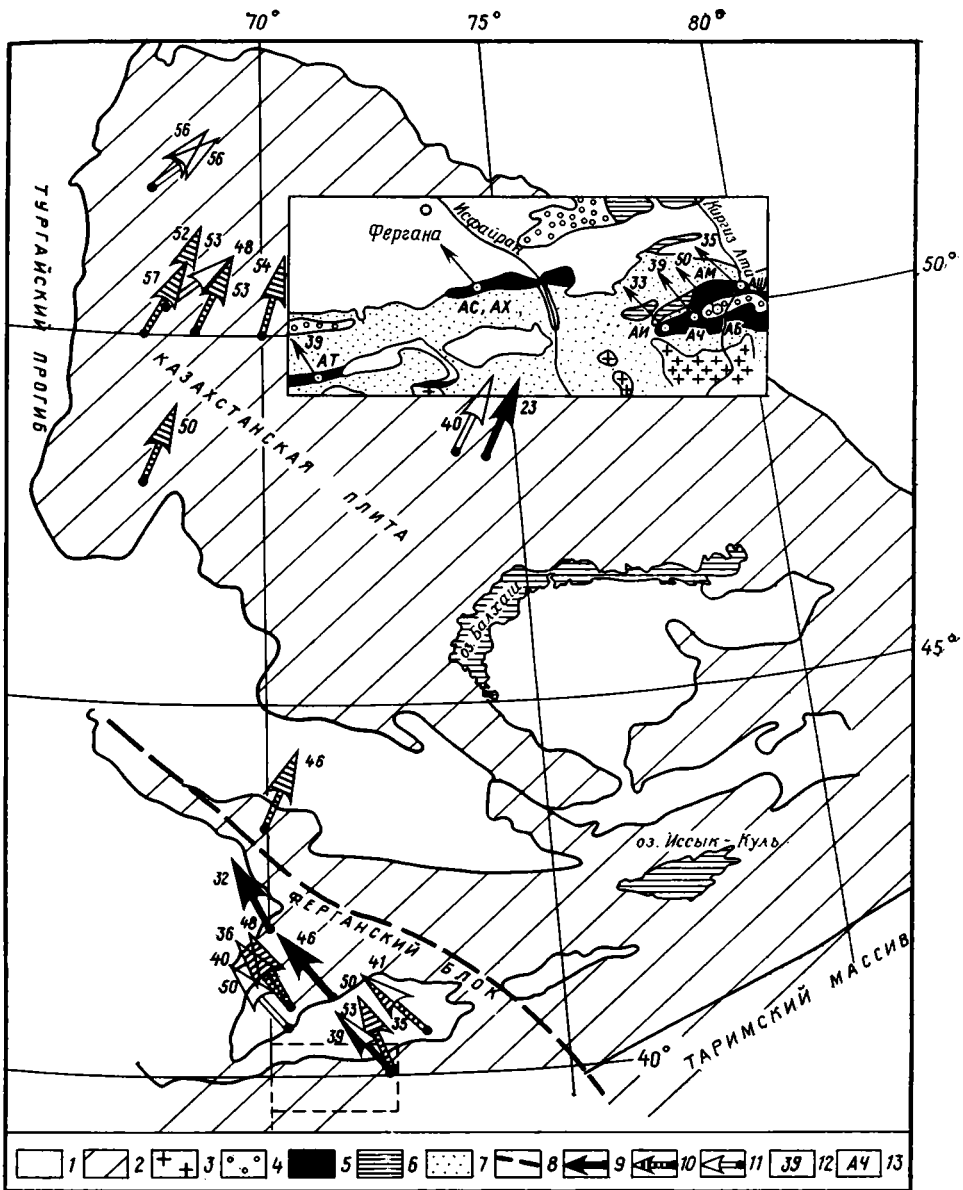 70°
75°
80°
ТУРГАЙСКИЙ ПРОГИБ
56
56
52
53
48
54
57
53
50
КАЗАХСТАНСКАЯ ПЛИТА
Фергана
Исфайрам
Киргиз Ата
35
50
39
АМ
33
АШ
АС, АХ
АИ
АЧ
АБ
39
АТ
50°
40
23
оз. Балхаш
45°
46
оз. Иссык-Куль
32
ФЕРГАНСКИЙ БЛОК
48
36
46
40
41
50
50
53
35
39
40°
ТАРИМСКИЙ МАССИВ
1 2 3 4 5 6 7 8 9 10 11 39 12 АЧ 13